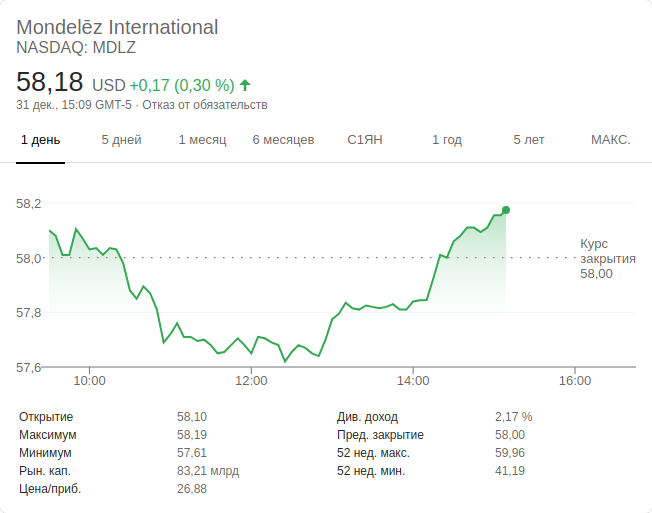 Mondelēz International
NASDAQ: MDLZ
58,18 USD +0,17 (0,30 %)
31 дек., 15:09 GMT-5 · Отказ от обязательств
1 день 5 дней 1 месяц 6 месяцев С1ЯН 1 год 5 лет МАКС.
58,2
58,0
57,8
57,6
Курс
закрытия
58,00
10:00 12:00 14:00 16:00
Открытие 58,10 Див. доход 2,17 %
Максимум 58,19 Пред. закрытие 58,00
Минимум 57,61 52 нед. макс. 59,96
Рын. кап. 83,21 млрд 52 нед. мин. 41,19
Цена/приб. 26,88